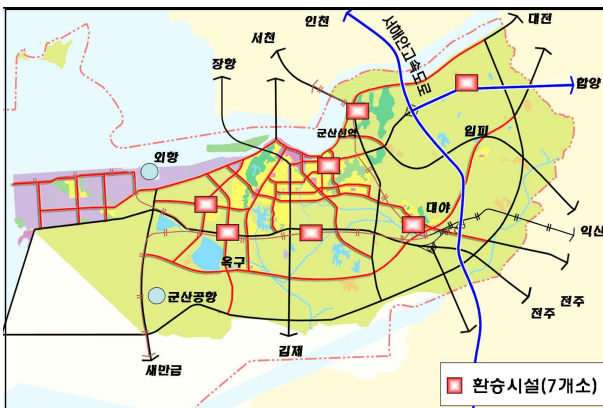 인천
대전
서천
서해안고속도로
장항
함양
군산신역
임피
외항
대야
익산
옥구
군산공항
전주
전주
김제
새만금
환승시설(7개소)